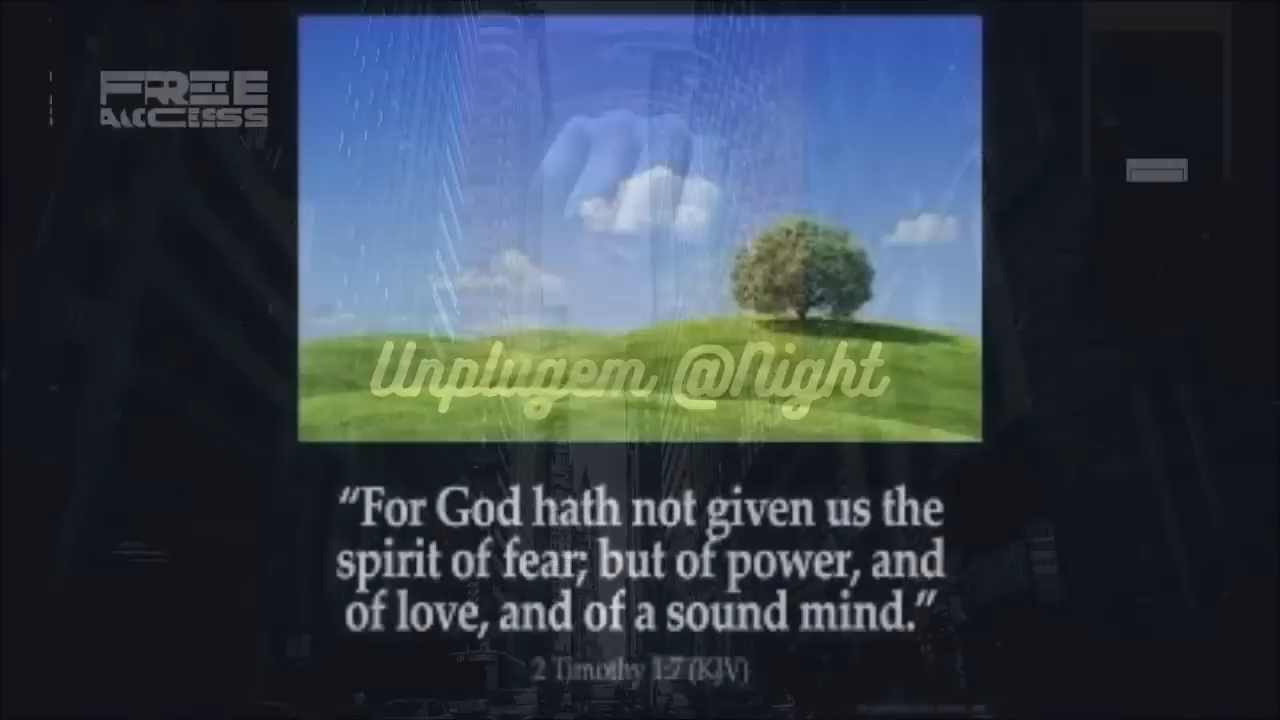 FREE
ACCESS
Unplugem @Night
“For God hath not given us the
spirit of fear; but of power, and
of love, and of a sound mind.”
2 Timothy 1:7 (KJV)